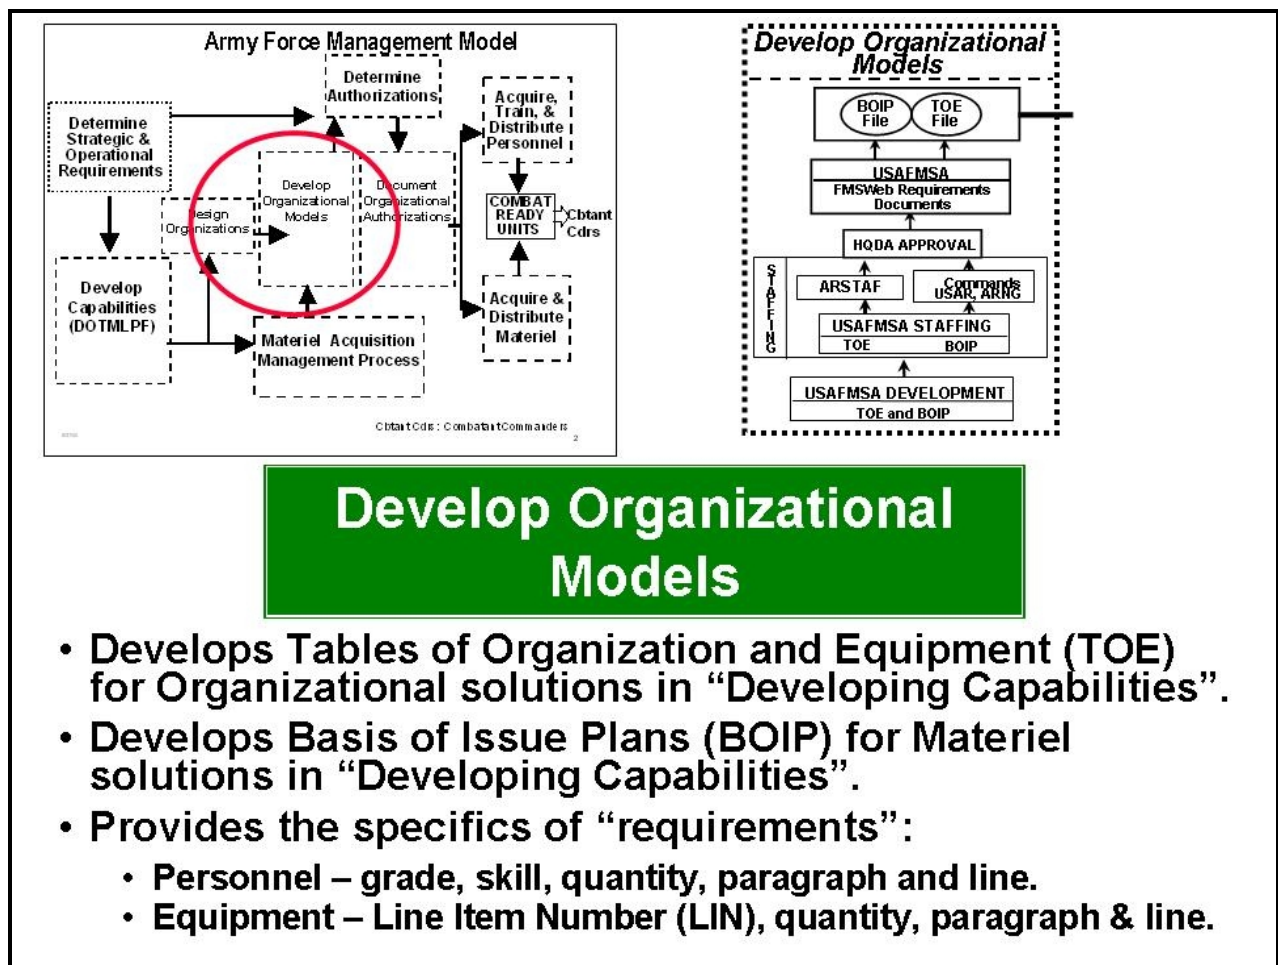 Army Force Management Model
Determine
Authorizations
Acquire,
Train, &
Distribute
Personnel
Determine
Strategic &
Operational
Requirements
Develop
Organizational
Models
Document
Organizational
Authorizations
Design
Organizations
COMBAT
READY
UNITS
Cbtant
Cdrs
Develop
Capabilities
(DOTMLPF)
Materiel Acquisition
Management Process
Acquire &
Distribute
Materiel
Cbtant Cdrs : Combatant Commanders
2
Develop Organizational
Models
BOIP
File
TOE
File
USAFMSA
FMSWeb Requirements
Documents
HQDA APPROVAL
STAFFING
ARSTAF
Commands
USAR, ARNG
USAFMSA STAFFING
TOE BOIP
USAFMSA DEVELOPMENT
TOE and BOIP
Develop Organizational
Models
• Develops Tables of Organization and Equipment (TOE)
for Organizational solutions in “Developing Capabilities”.
• Develops Basis of Issue Plans (BOIP) for Materiel
solutions in “Developing Capabilities”.
• Provides the specifics of “requirements”:
• Personnel – grade, skill, quantity, paragraph and line.
• Equipment – Line Item Number (LIN), quantity, paragraph & line.